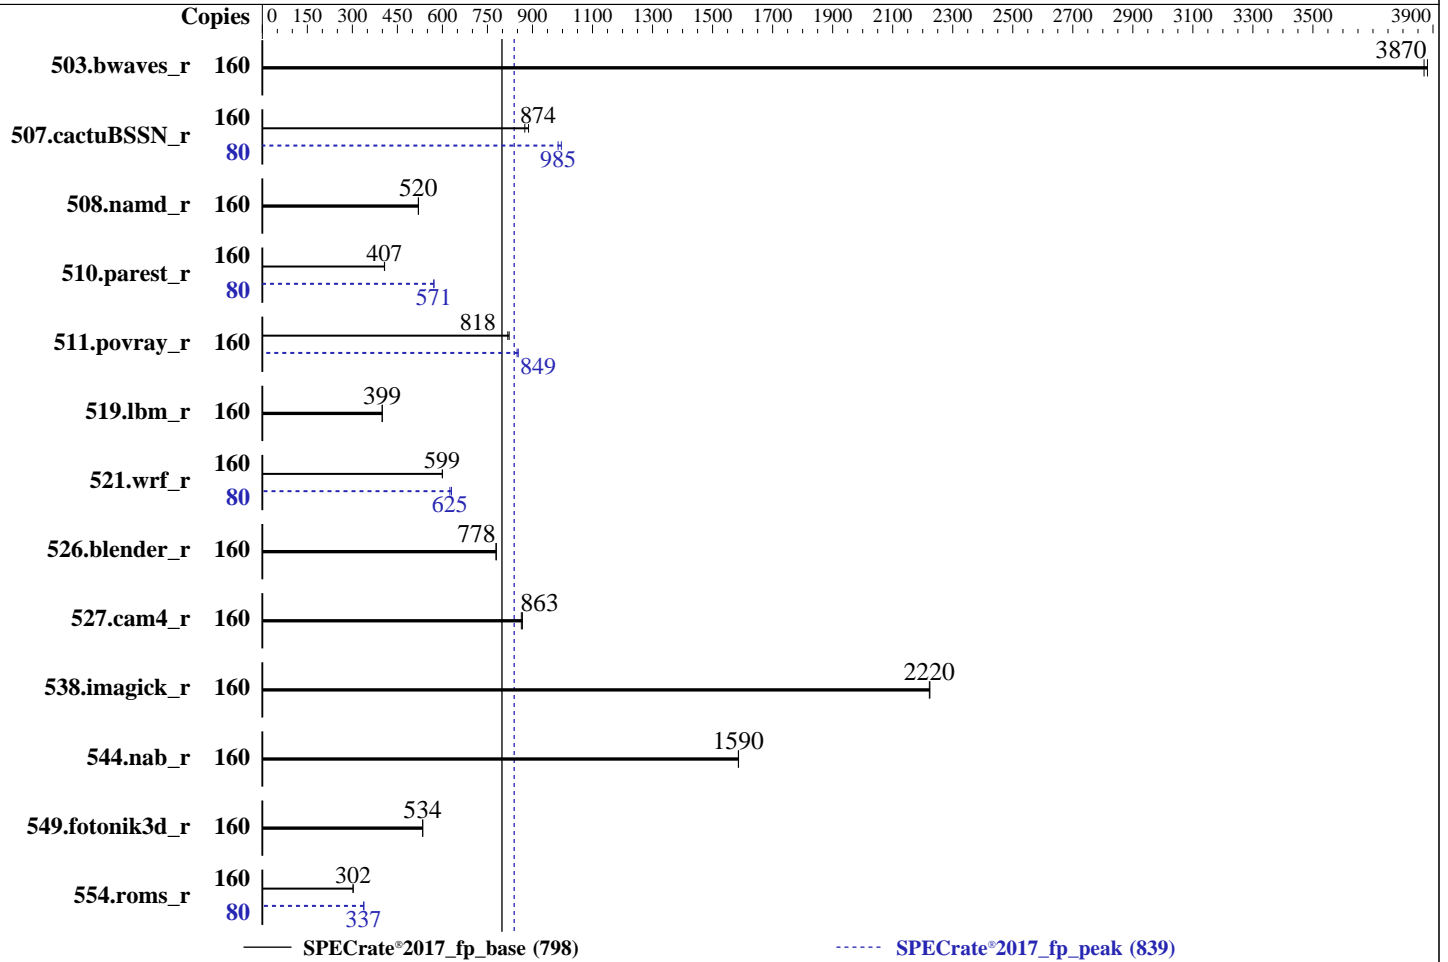 Copies 0 150 300 450 600 750 900 1100 1300 1500 1700 1900 2100 2300 2500 2700 2900 3100 3300 3500 3900
503.bwaves_r 160 3870
507.cactuBSSN_r 160 874
80 985
508.namd_r 160 520
510.parest_r 160 407
80 571
511.povray_r 160 818
849
519.lbm_r 160 399
521.wrf_r 160 599
80 625
526.blender_r 160 778
527.cam4_r 160 863
538.imagick_r 160 2220
544.nab_r 160 1590
549.fotonik3d_r 160 534
554.roms_r 160 302
80 337
SPECrate®2017_fp_base (798) SPECrate®2017_fp_peak (839)